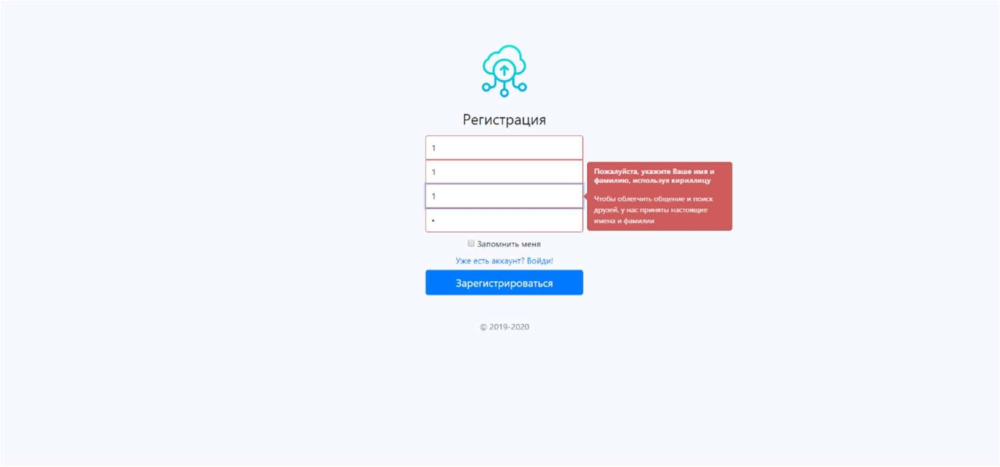 Регистрация
1
1
Пожалуйста, укажите Ваше имя и
фамилию, используя кириллицу
1
Чтобы облегчить общение и поиск
друзей, у нас приняты настоящие
имена и фамилии
•
Запомнить меня
Уже есть аккаунт? Войди!
Зарегистрироваться
© 2019-2020